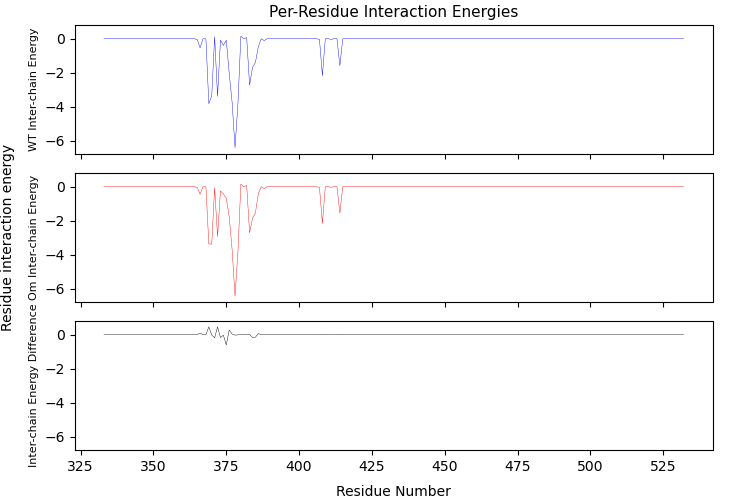 Per-Residue Interaction Energies
Residue interaction energy
WT Inter-chain Energy
0
−2
−4
−6
Om Inter-chain Energy
0
−2
−4
−6
Inter-chain Energy Difference
0
−2
−4
−6
325 350 375 400 425 450 475 500 525
Residue Number